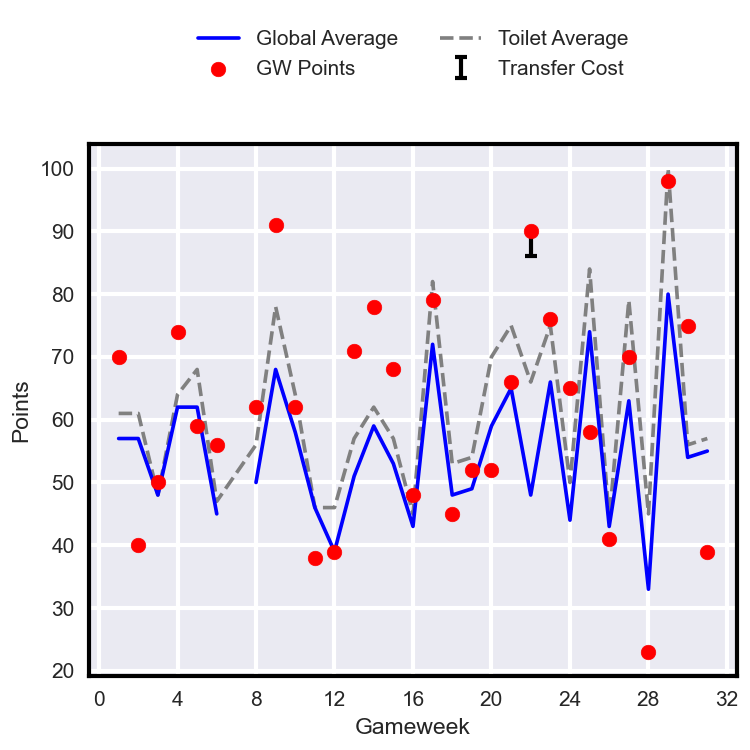 Global Average
GW Points
Toilet Average
Transfer Cost
100
90
80
70
60
50
40
30
20
Points
0 4 8 12 16 20 24 28 32
Gameweek